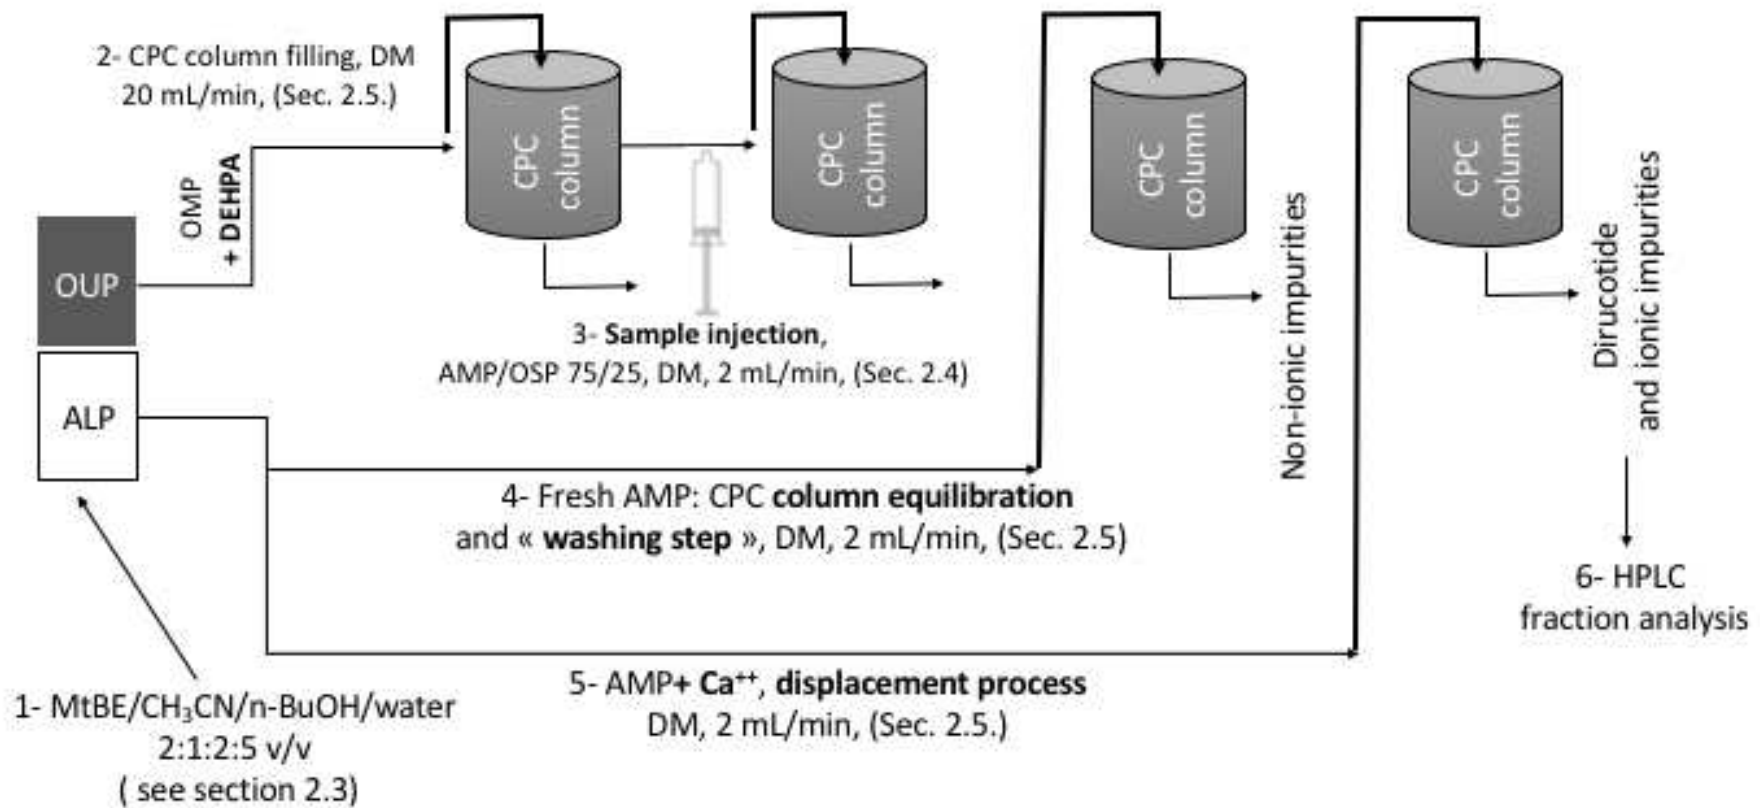 2- CPC column filling, DM
20 mL/min, (Sec. 2.5.)
OMP
+ DEHPA
OUP
ALP
CPC
column
CPC
column
CPC
column
CPC
column
3- Sample injection,
AMP/OSP 75/25, DM, 2 mL/min, (Sec. 2.4)
Non-ionic impurities
Dirucotide
and ionic impurities
4- Fresh AMP: CPC column equilibration
and « washing step », DM, 2 mL/min, (Sec. 2.5)
6- HPLC
fraction analysis
5- AMP+ Ca⁺⁺, displacement process
DM, 2 mL/min, (Sec. 2.5.)
1- MtBE/CH₃CN/n-BuOH/water
2:1:2:5 v/v
( see section 2.3)